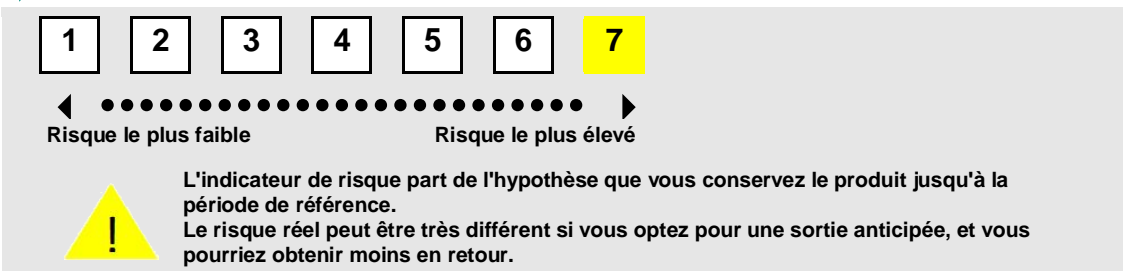 1 2 3 4 5 6 7
Risque le plus faible Risque le plus élevé
L'indicateur de risque part de l'hypothèse que vous conservez le produit jusqu'à la
période de référence.
Le risque réel peut être très différent si vous optez pour une sortie anticipée, et vous
pourriez obtenir moins en retour.
!